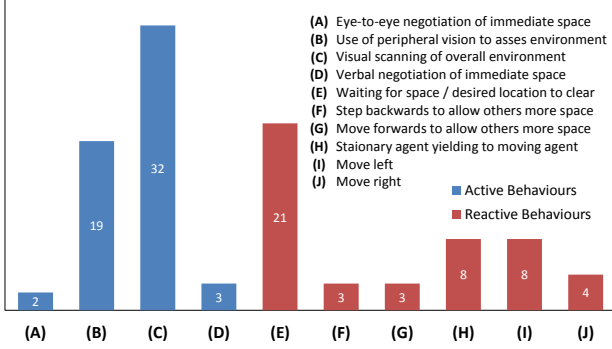 (A) Eye-to-eye negotiation of immediate space
(B) Use of peripheral vision to asses environment
(C) Visual scanning of overall environment
(D) Verbal negotiation of immediate space
(E) Waiting for space / desired location to clear
(F) Step backwards to allow others more space
(G) Move forwards to allow others more space
(H) Staionary agent yielding to moving agent
(I) Move left
(J) Move right
Active Behaviours
Reactive Behaviours
2 19 32 3 21 3 3 8 8 4
(A) (B) (C) (D) (E) (F) (G) (H) (I) (J)